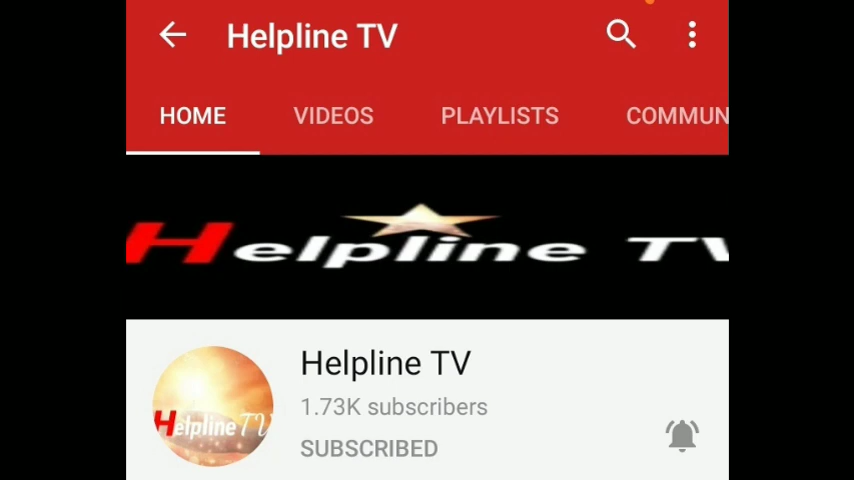 Helpline TV
HOME VIDEOS PLAYLISTS COMMUN
Helpline TV
Helpline TV
1.73K subscribers
Helpline TV
SUBSCRIBED